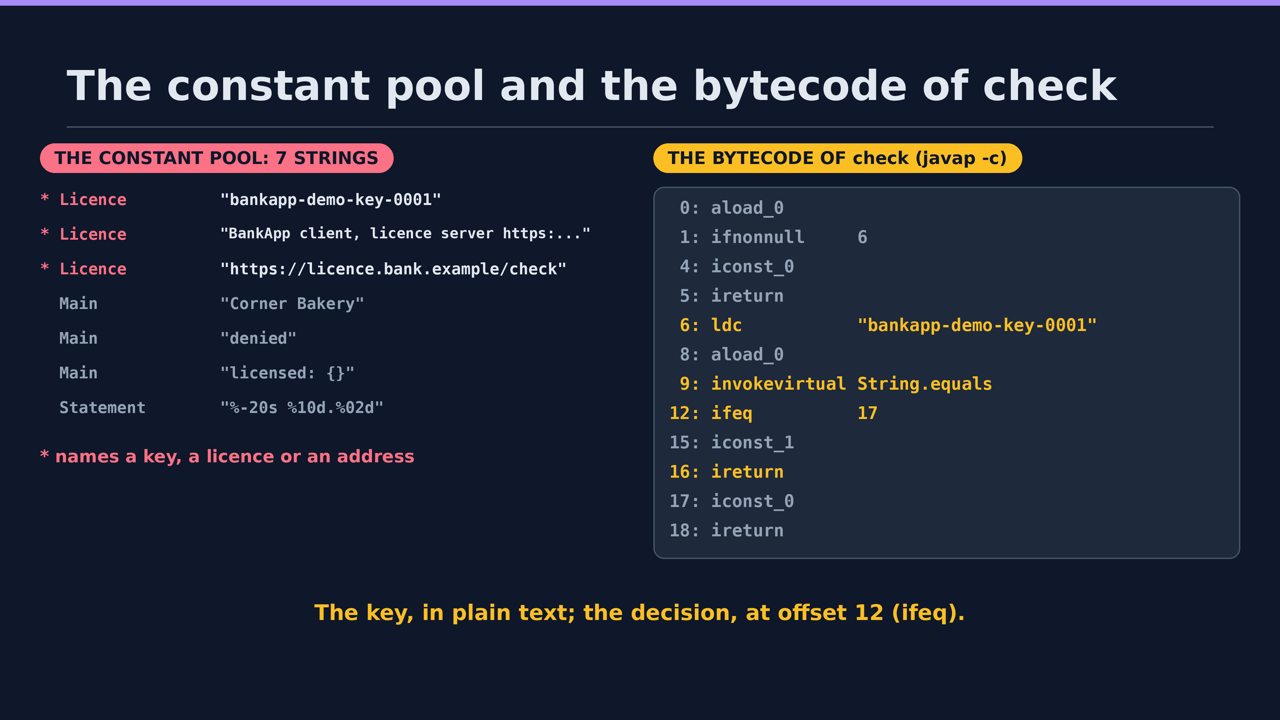 The constant pool and the bytecode of check
THE CONSTANT POOL: 7 STRINGS
* Licence "bankapp-demo-key-0001"
* Licence "BankApp client, licence server https:..."
* Licence "https://licence.bank.example/check"
Main "Corner Bakery"
Main "denied"
Main "licensed: {}"
Statement "%-20s %10d.%02d"
* names a key, a licence or an address
THE BYTECODE OF check (javap -c)
0: aload_0
1: ifnonnull 6
4: iconst_0
5: ireturn
6: ldc "bankapp-demo-key-0001"
8: aload_0
9: invokevirtual String.equals
12: ifeq 17
15: iconst_1
16: ireturn
17: iconst_0
18: ireturn
The key, in plain text; the decision, at offset 12 (ifeq).